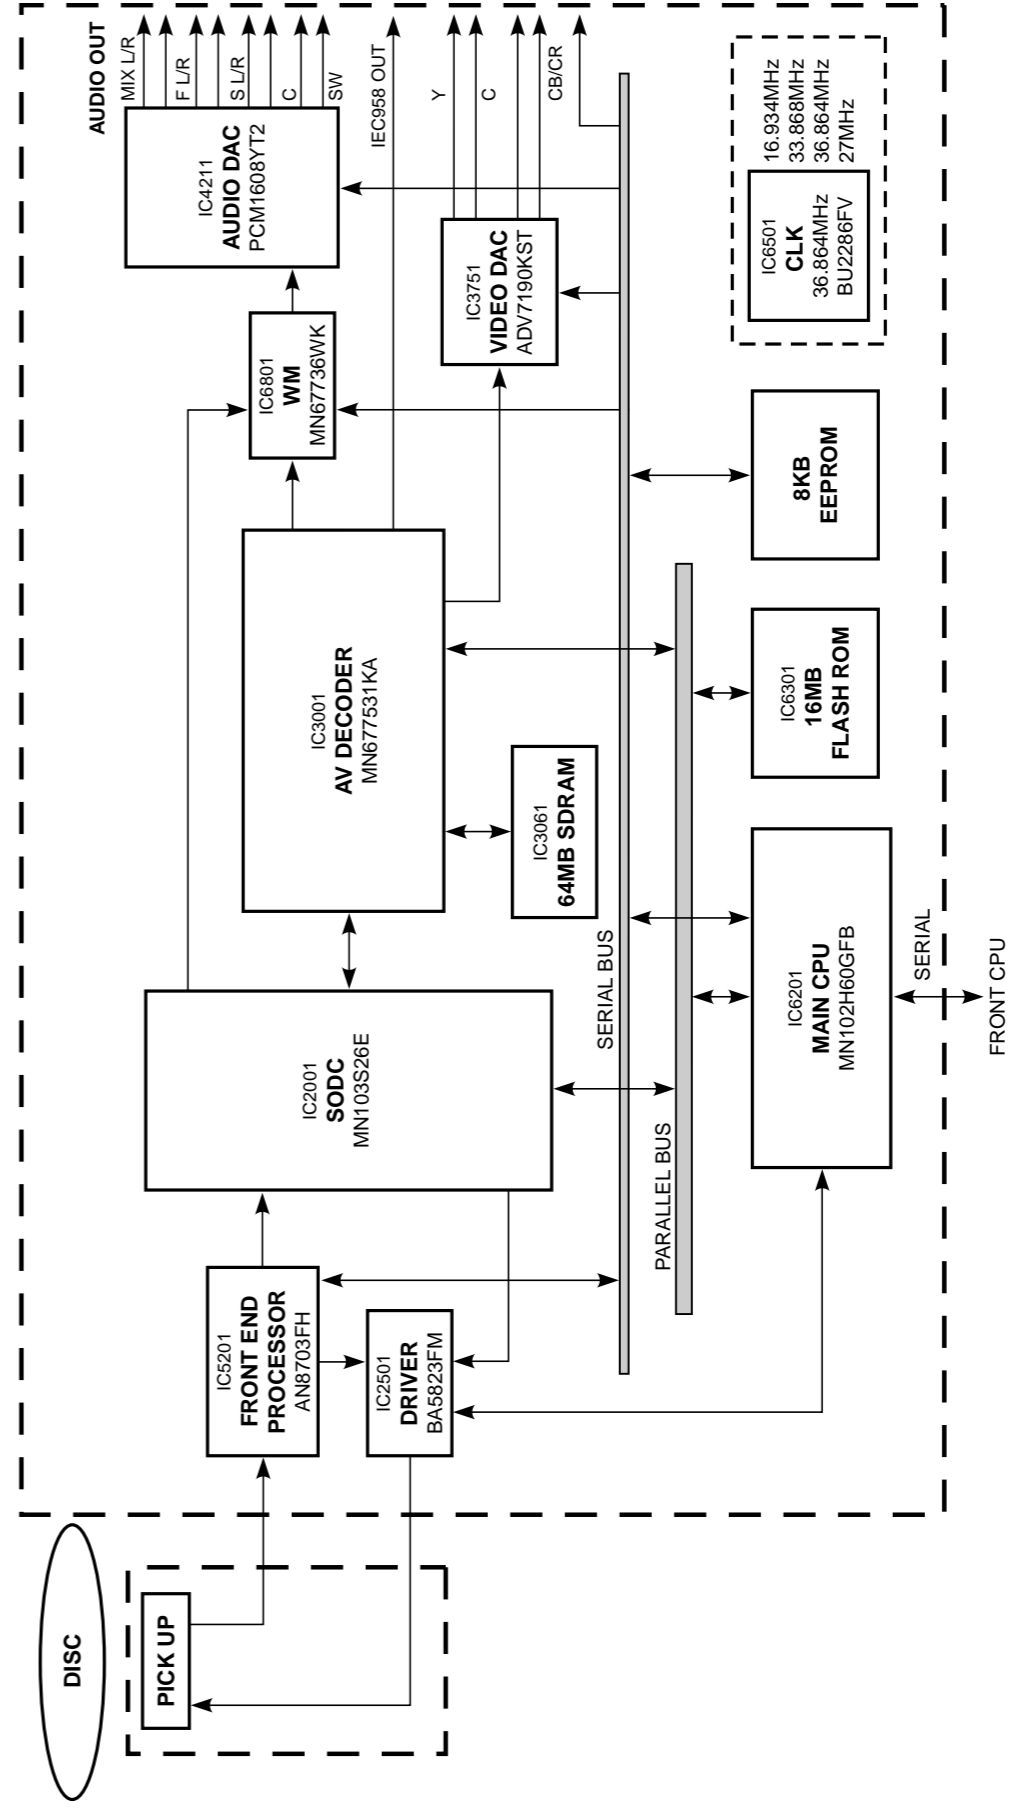 DISC
PICK UP
IC5201
FRONT END
PROCESSOR
AN8703FH
IC2501
DRIVER
BA5823FM
IC2001
SODC
MN103S26E
IC3001
AV DECODER
MN677531KA
IC3061
64MB SDRAM
IC6801
WM
MN67736WK
IC4211
AUDIO DAC
PCM1608YT2
AUDIO OUT
MIX L/R
F L/R
S L/R
C
SW
IEC958 OUT
IC3751
VIDEO DAC
ADV7190KST
Y
C
CB/CR
SERIAL BUS
PARALLEL BUS
IC6201
MAIN CPU
MN102H60GFB
SERIAL
FRONT CPU
IC6301
16MB
FLASH ROM
8KB
EEPROM
IC6501
CLK
36.864MHz
BU2286FV
16.934MHz
33.868MHz
36.864MHz
27MHz